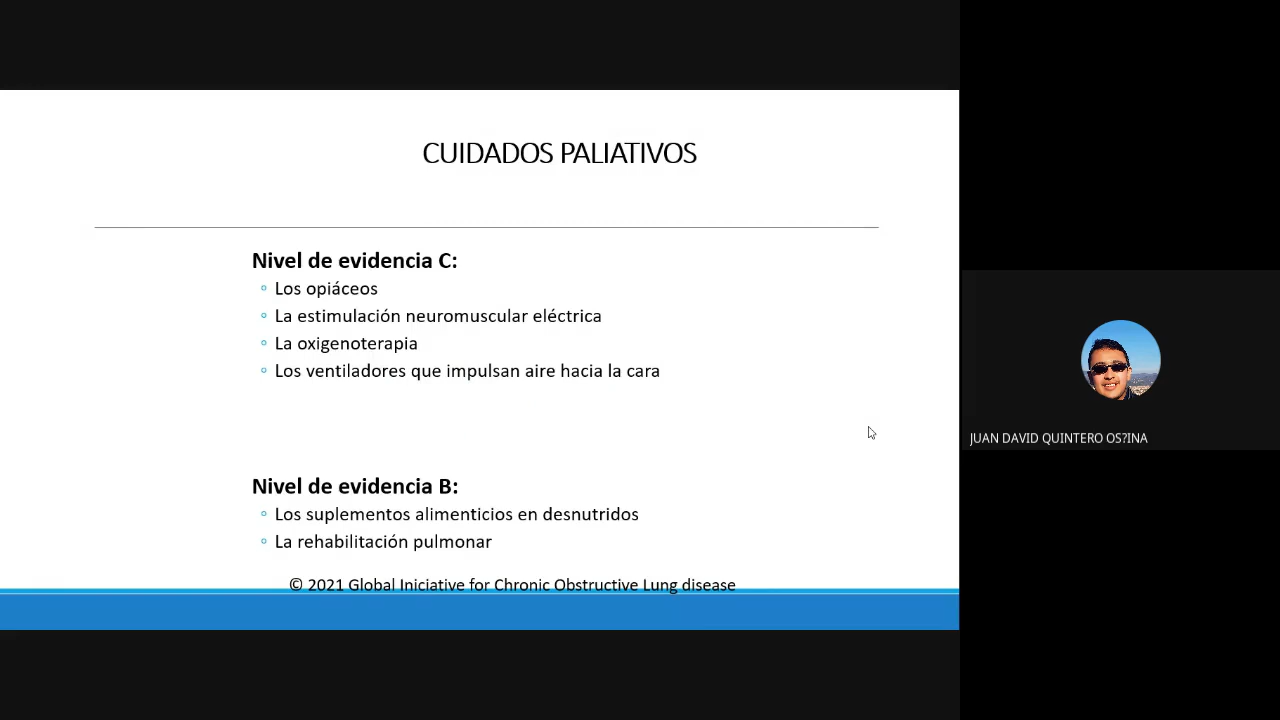 CUIDADOS PALIATIVOS
Nivel de evidencia C:
Los opiáceos
La estimulación neuromuscular eléctrica
La oxigenoterapia
Los ventiladores que impulsan aire hacia la cara
Nivel de evidencia B:
Los suplementos alimenticios en desnutridos
La rehabilitación pulmonar
© 2021 Global Iniciative for Chronic Obstructive Lung disease
JUAN DAVID QUINTERO OS?INA